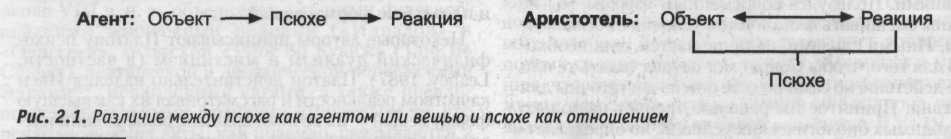 Агент: Объект Псюхе Реакция
Аристотель: Объект Реакция
Псюхе
Рис. 2.1. Различие между псюхе как агентом или вещью и псюхе как отношением